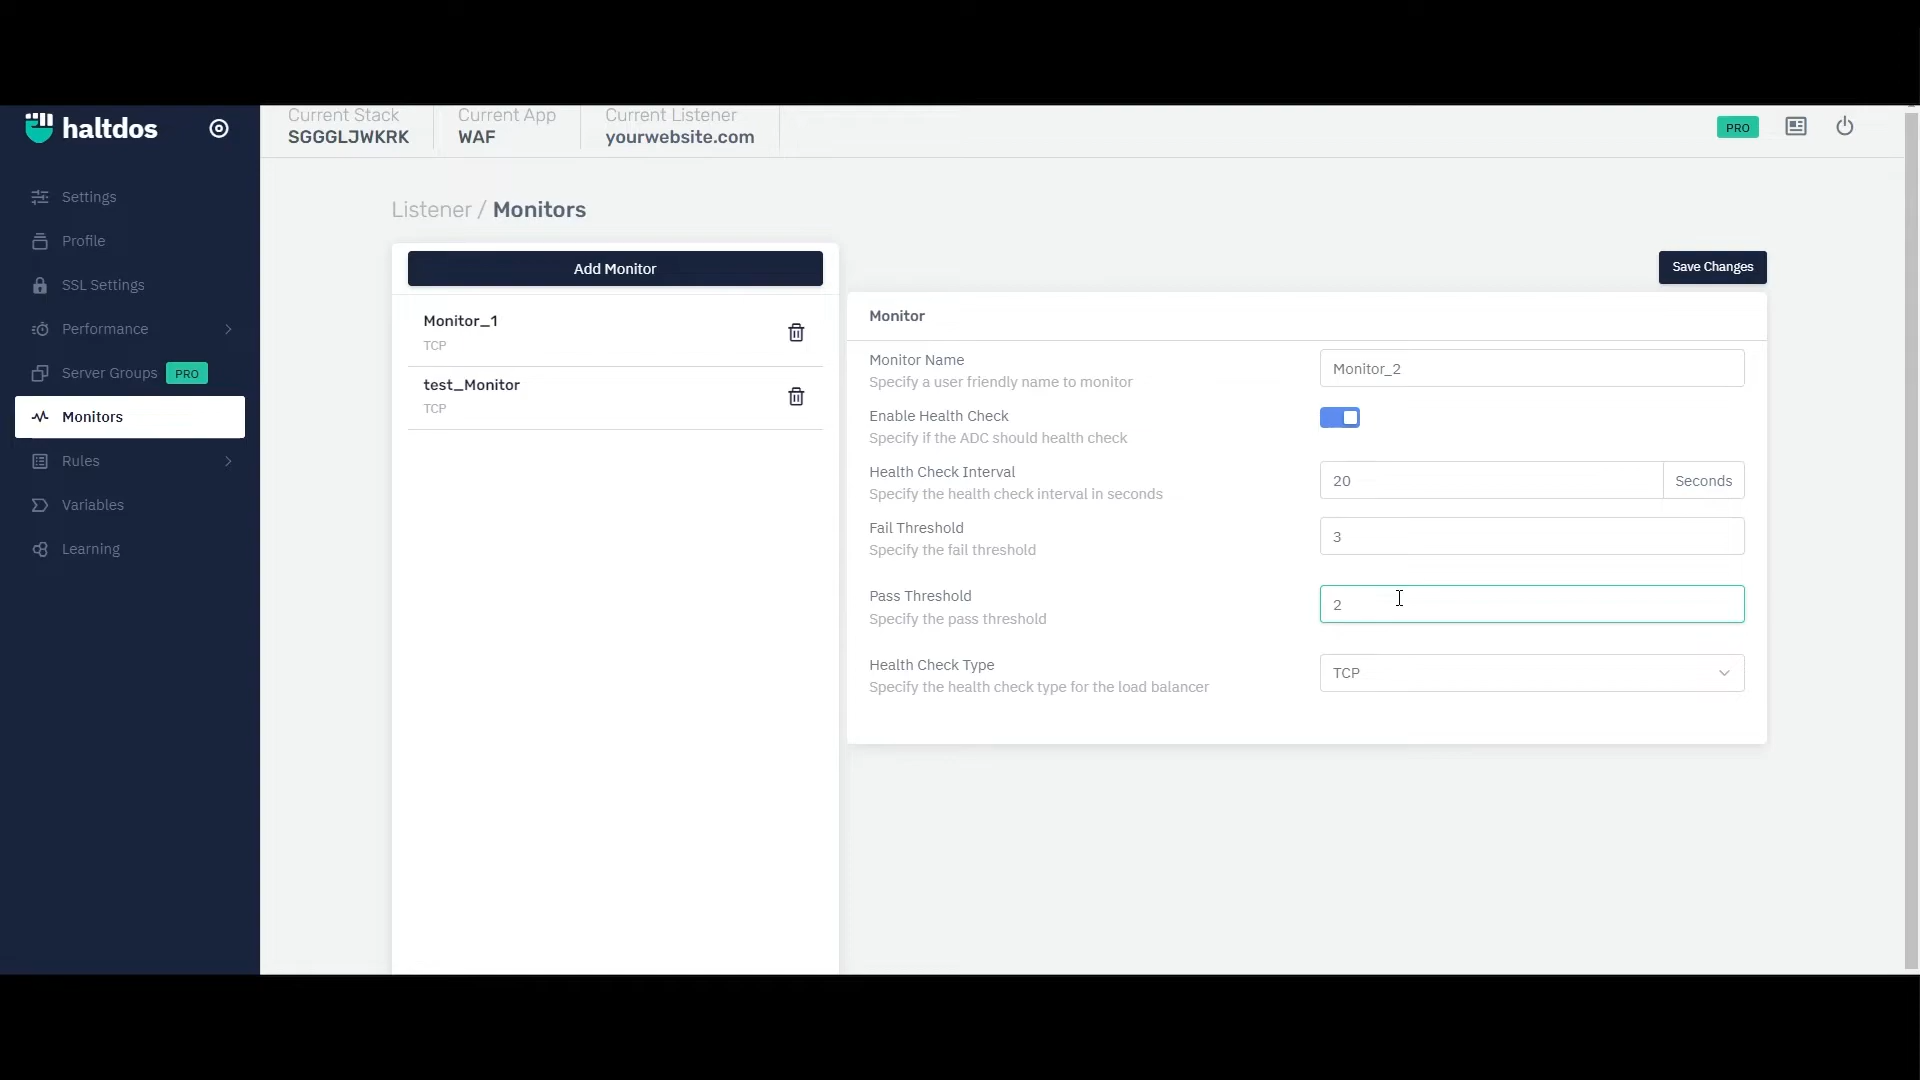 haltdos
Current Stack
SGGGLJWKRK
Current App
WAF
Current Listener
yourwebsite.com
PRO
Settings
Profile
SSL Settings
Performance
Server Groups PRO
Monitors
Rules
Variables
Learning
Listener / Monitors
Add Monitor
Monitor_1
TCP
test_Monitor
TCP
Save Changes
Monitor
Monitor Name
Specify a user friendly name to monitor
Monitor_2
Enable Health Check
Specify if the ADC should health check
Health Check Interval
Specify the health check interval in seconds
20 Seconds
Fail Threshold
Specify the fail threshold
3
Pass Threshold
Specify the pass threshold
2
Health Check Type
Specify the health check type for the load balancer
TCP